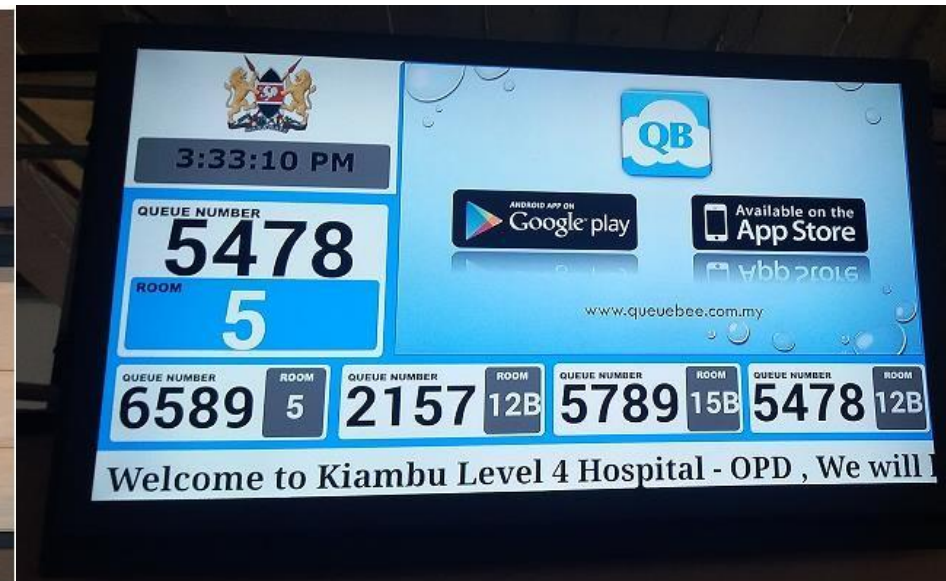 3:33:10 PM
QUEUE NUMBER
5478
ROOM
5
QB
ANDROID APP ON
Google play
Available on the
App Store
www.queuebee.com.my
QUEUE NUMBER
6589
ROOM
5
QUEUE NUMBER
2157
ROOM
12B
QUEUE NUMBER
5789
ROOM
15B
QUEUE NUMBER
5478
ROOM
12B
Welcome to Kiambu Level 4 Hospital - OPD , We will